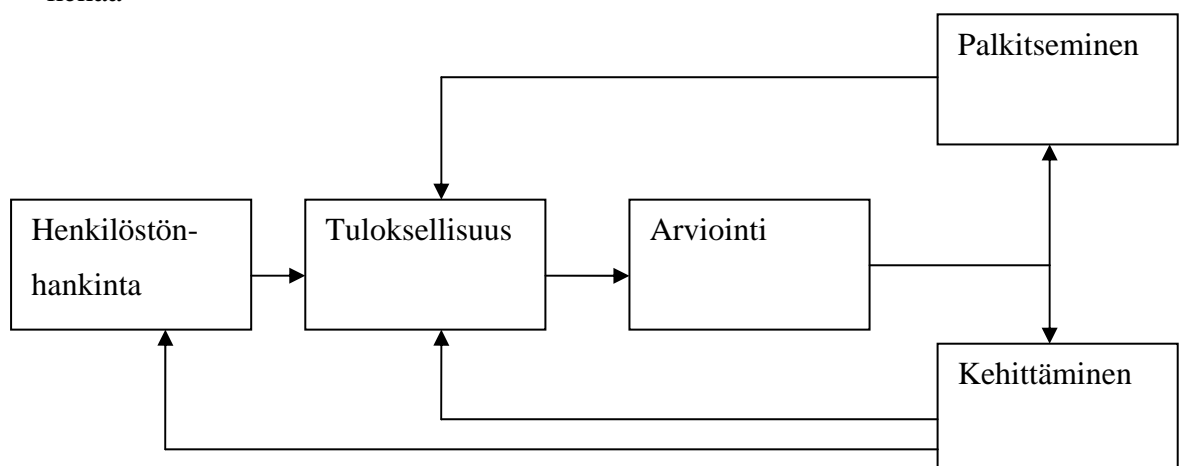 Palkitseminen
Henkilöstön-
hankinta
Tuloksellisuus
Arviointi
Kehittäminen